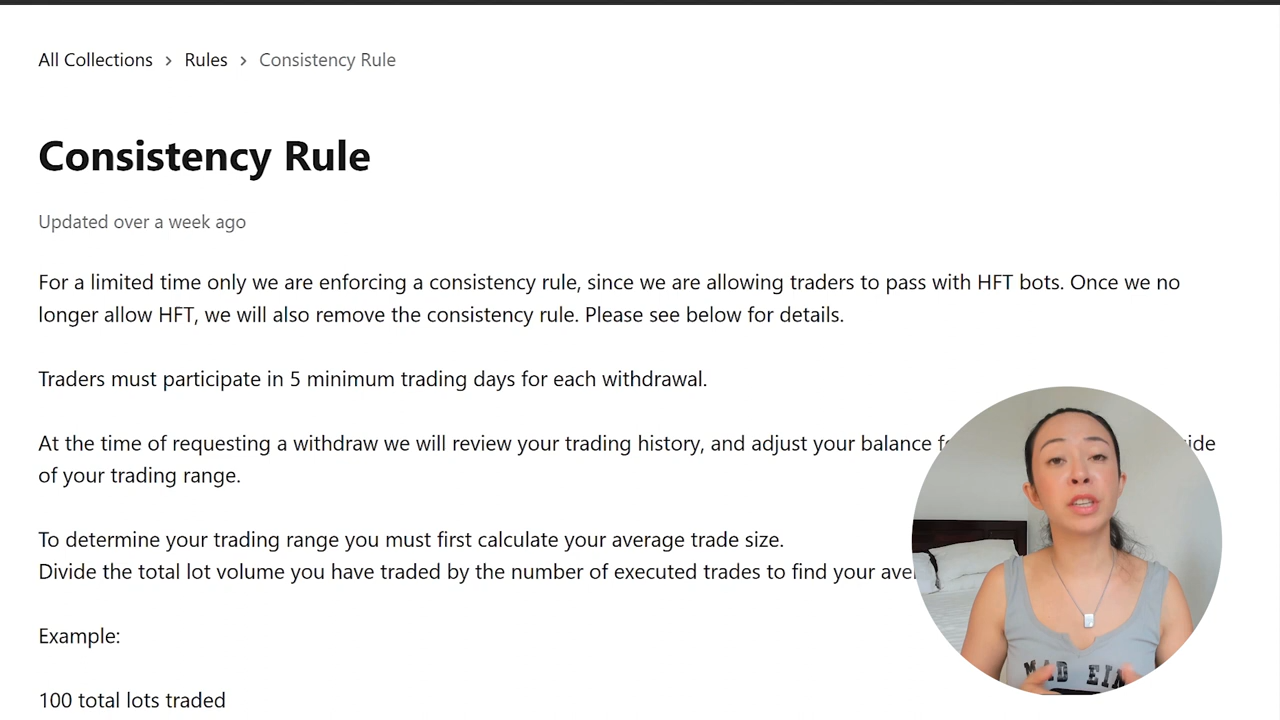 All Collections > Rules > Consistency Rule
Consistency Rule
Updated over a week ago
For a limited time only we are enforcing a consistency rule, since we are allowing traders to pass with HFT bots. Once we no
longer allow HFT, we will also remove the consistency rule. Please see below for details.
Traders must participate in 5 minimum trading days for each withdrawal.
At the time of requesting a withdraw we will review your trading history, and adjust your balance
of your trading range.
To determine your trading range you must first calculate your average trade size.
Divide the total lot volume you have traded by the number of executed trades to find your
Example:
100 total lots traded
MAD